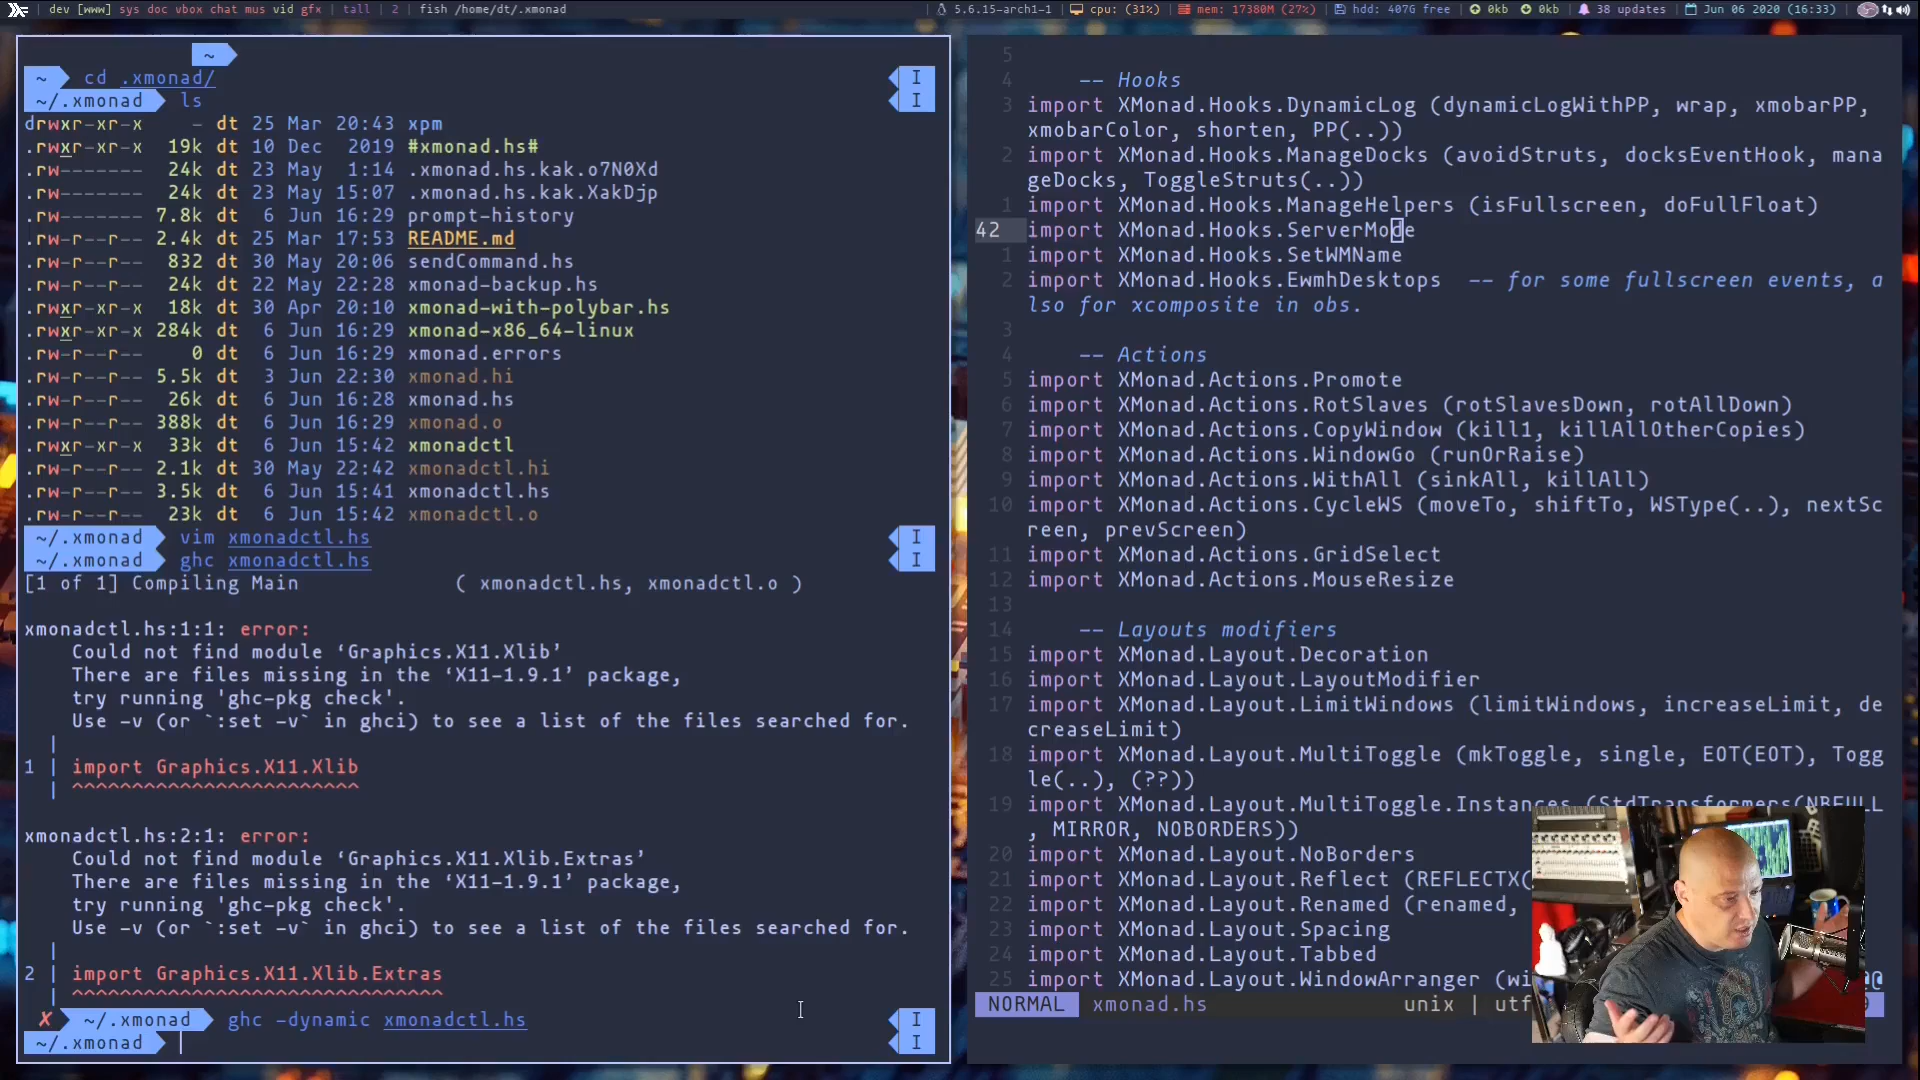 dev [www] sys doc vbox chat mus vid gfx | tall | 2 | fish /home/dt/.xmonad
5.6.15-arch1-1 | cpu: (31%) | mem: 17380M (27%) | hdd: 407G free | 0kb 0kb | 38 updates | Jun 06 2020 (16:33)
~
~ cd .xmonad/ I
~/.xmonad ls I
drwxr-xr-x - dt 25 Mar 20:43 xpm
.rwxr-xr-x 19k dt 10 Dec 2019 #xmonad.hs#
.rw------- 24k dt 23 May 1:14 .xmonad.hs.kak.o7N0Xd
.rw------- 24k dt 23 May 15:07 .xmonad.hs.kak.XakDjp
.rw------- 7.8k dt 6 Jun 16:29 prompt-history
.rw-r--r-- 2.4k dt 25 Mar 17:53 README.md
.rw-r--r-- 832 dt 30 May 20:06 sendCommand.hs
.rw-r--r-- 24k dt 22 May 22:28 xmonad-backup.hs
.rwxr-xr-x 18k dt 30 Apr 20:10 xmonad-with-polybar.hs
.rwxr-xr-x 284k dt 6 Jun 16:29 xmonad-x86_64-linux
.rw-r--r-- 0 dt 6 Jun 16:29 xmonad.errors
.rw-r--r-- 5.5k dt 3 Jun 22:30 xmonad.hi
.rw-r--r-- 26k dt 6 Jun 16:28 xmonad.hs
.rw-r--r-- 388k dt 6 Jun 16:29 xmonad.o
.rwxr-xr-x 33k dt 6 Jun 15:42 xmonadctl
.rw-r--r-- 2.1k dt 30 May 22:42 xmonadctl.hi
.rw-r--r-- 3.5k dt 6 Jun 15:41 xmonadctl.hs
.rw-r--r-- 23k dt 6 Jun 15:42 xmonadctl.o
~/.xmonad vim xmonadctl.hs I
~/.xmonad ghc xmonadctl.hs I
[1 of 1] Compiling Main ( xmonadctl.hs, xmonadctl.o )
xmonadctl.hs:1:1: error:
Could not find module ‘Graphics.X11.Xlib’
There are files missing in the ‘X11-1.9.1’ package,
try running 'ghc-pkg check'.
Use -v (or `:set -v` in ghci) to see a list of the files searched for.
|
1 | import Graphics.X11.Xlib
| ^^^^^^^^^^^^^^^^^^^^^^^^
xmonadctl.hs:2:1: error:
Could not find module ‘Graphics.X11.Xlib.Extras’
There are files missing in the ‘X11-1.9.1’ package,
try running 'ghc-pkg check'.
Use -v (or `:set -v` in ghci) to see a list of the files searched for.
|
2 | import Graphics.X11.Xlib.Extras
| ^^^^^^^^^^^^^^^^^^^^^^^^^^^^^^^
✗ ~/.xmonad ghc -dynamic xmonadctl.hs I
~/.xmonad I
5
4 -- Hooks
3 import XMonad.Hooks.DynamicLog (dynamicLogWithPP, wrap, xmobarPP,
xmobarColor, shorten, PP(..))
2 import XMonad.Hooks.ManageDocks (avoidStruts, docksEventHook, mana
geDocks, ToggleStruts(..))
1 import XMonad.Hooks.ManageHelpers (isFullscreen, doFullFloat)
42 import XMonad.Hooks.ServerMode
1 import XMonad.Hooks.SetWMName
2 import XMonad.Hooks.EwmhDesktops -- for some fullscreen events, a
lso for xcomposite in obs.
3
4 -- Actions
5 import XMonad.Actions.Promote
6 import XMonad.Actions.RotSlaves (rotSlavesDown, rotAllDown)
7 import XMonad.Actions.CopyWindow (kill1, killAllOtherCopies)
8 import XMonad.Actions.WindowGo (runOrRaise)
9 import XMonad.Actions.WithAll (sinkAll, killAll)
10 import XMonad.Actions.CycleWS (moveTo, shiftTo, WSType(..), nextSc
reen, prevScreen)
11 import XMonad.Actions.GridSelect
12 import XMonad.Actions.MouseResize
13
14 -- Layouts modifiers
15 import XMonad.Layout.Decoration
16 import XMonad.Layout.LayoutModifier
17 import XMonad.Layout.LimitWindows (limitWindows, increaseLimit, de
creaseLimit)
18 import XMonad.Layout.MultiToggle (mkToggle, single, EOT(EOT), Togg
le(..), (??))
19 import XMonad.Layout.MultiToggle.Instances (StdTransformers(NBFULL
, MIRROR, NOBORDERS))
20 import XMonad.Layout.NoBorders
21 import XMonad.Layout.Reflect (REFLECTX(
22 import XMonad.Layout.Renamed (renamed,
23 import XMonad.Layout.Spacing
24 import XMonad.Layout.Tabbed
25 import XMonad.Layout.WindowArranger (wi
NORMAL xmonad.hs unix | utf